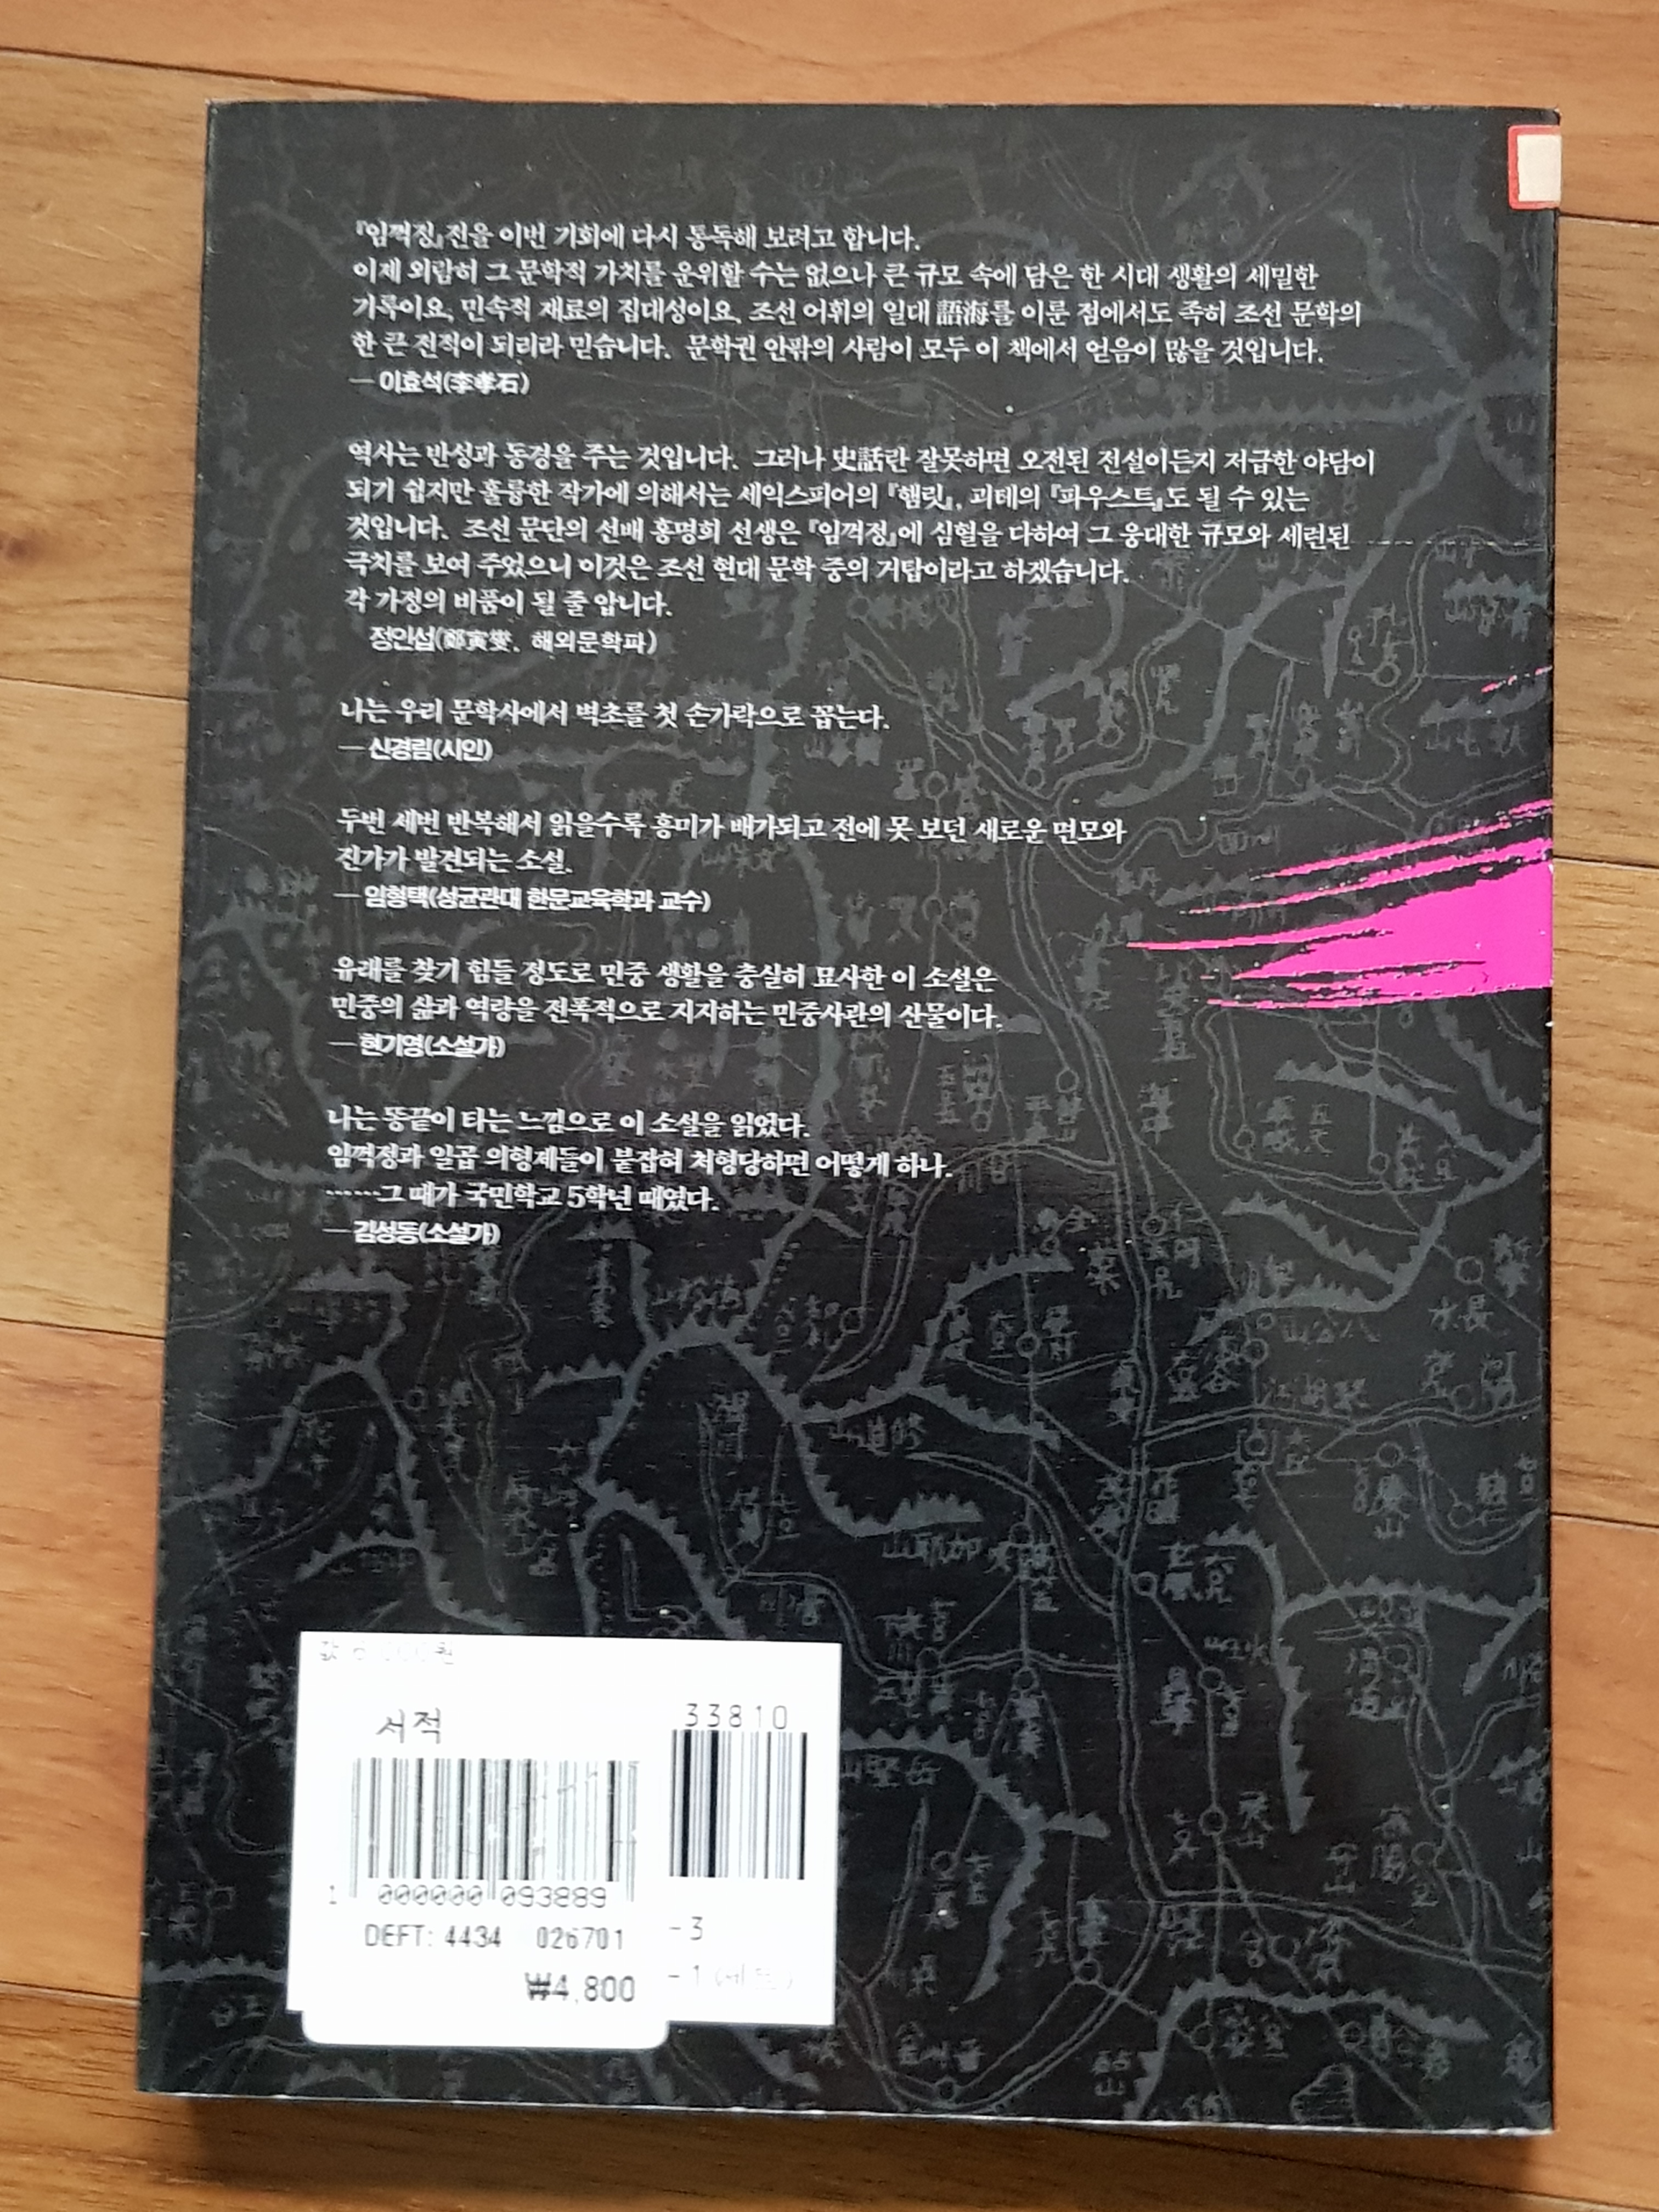 『임꺽정』전을 이번 기회에 다시 통독해 보려고 합니다.
이제 외람히 그 문학적 가치를 운위할 수는 없으나 큰 규모 속에 담은 한 시대 생활의 세밀한
기록이요, 민속적 재료의 집대성이요, 조선 어휘의 일대 語海를 이룬 점에서도 족히 조선 문학의
한 큰 전적이 되리라 믿습니다. 문학권 안팎의 사람이 모두 이 책에서 얻음이 많을 것입니다.
— 이효석(李孝石)
역사는 반성과 동경을 주는 것입니다. 그러나 史話란 잘못하면 오전된 전설이든지 저급한 야담이
되기 쉽지만 훌륭한 작가에 의해서는 세익스피어의 『햄릿』, 괴테의 『파우스트』도 될 수 있는
것입니다. 조선 문단의 선배 홍명희 선생은 『임꺽정』에 심혈을 다하여 그 웅대한 규모와 세련된
극치를 보여 주었으니 이것은 조선 현대 문학 중의 거탑이라고 하겠습니다.
각 가정의 비품이 될 줄 압니다.
정인섭(鄭寅燮, 해외문학파)
나는 우리 문학사에서 벽초를 첫 손가락으로 꼽는다.
— 신경림(시인)
두번 세번 반복해서 읽을수록 흥미가 배가되고 전에 못 보던 새로운 면모와
진가가 발견되는 소설.
— 임형택(성균관대 한문교육학과 교수)
유래를 찾기 힘들 정도로 민중 생활을 충실히 묘사한 이 소설은
민중의 삶과 역량을 전폭적으로 지지하는 민중사관의 산물이다.
— 현기영(소설가)
나는 똥끝이 타는 느낌으로 이 소설을 읽었다.
임꺽정과 일곱 의형제들이 붙잡혀 처형당하면 어떻게 하나.
……그 때가 국민학교 5학년 때였다.
— 김성동(소설가)
서적
33810
1 000000 093889
DEFT: 4434 026701
-3
₩4,800
-1